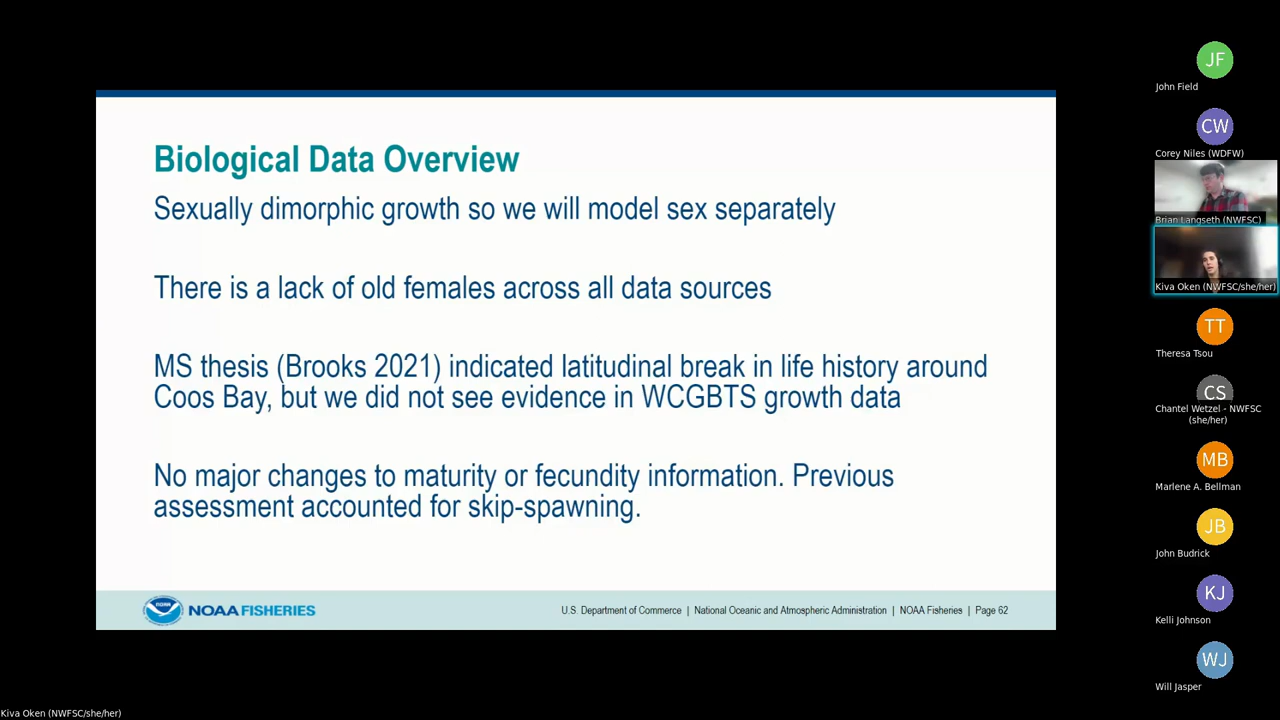 Biological Data Overview
Sexually dimorphic growth so we will model sex separately
There is a lack of old females across all data sources
MS thesis (Brooks 2021) indicated latitudinal break in life history around
Coos Bay, but we did not see evidence in WCGBTS growth data
No major changes to maturity or fecundity information. Previous
assessment accounted for skip-spawning.
NOAA FISHERIES
U.S. Department of Commerce | National Oceanic and Atmospheric Administration | NOAA Fisheries | Page 62
JF
John Field
CW
Corey Niles (WDFW)
Brian Langseth (NWFSC)
Kiva Oken (NWFSC/she/her)
TT
Theresa Tsou
CS
Chantel Wetzel - NWFSC
(she/her)
MB
Marlene A. Bellman
JB
John Budrick
KJ
Kelli Johnson
WJ
Will Jasper
Kiva Oken (NWFSC/she/her)